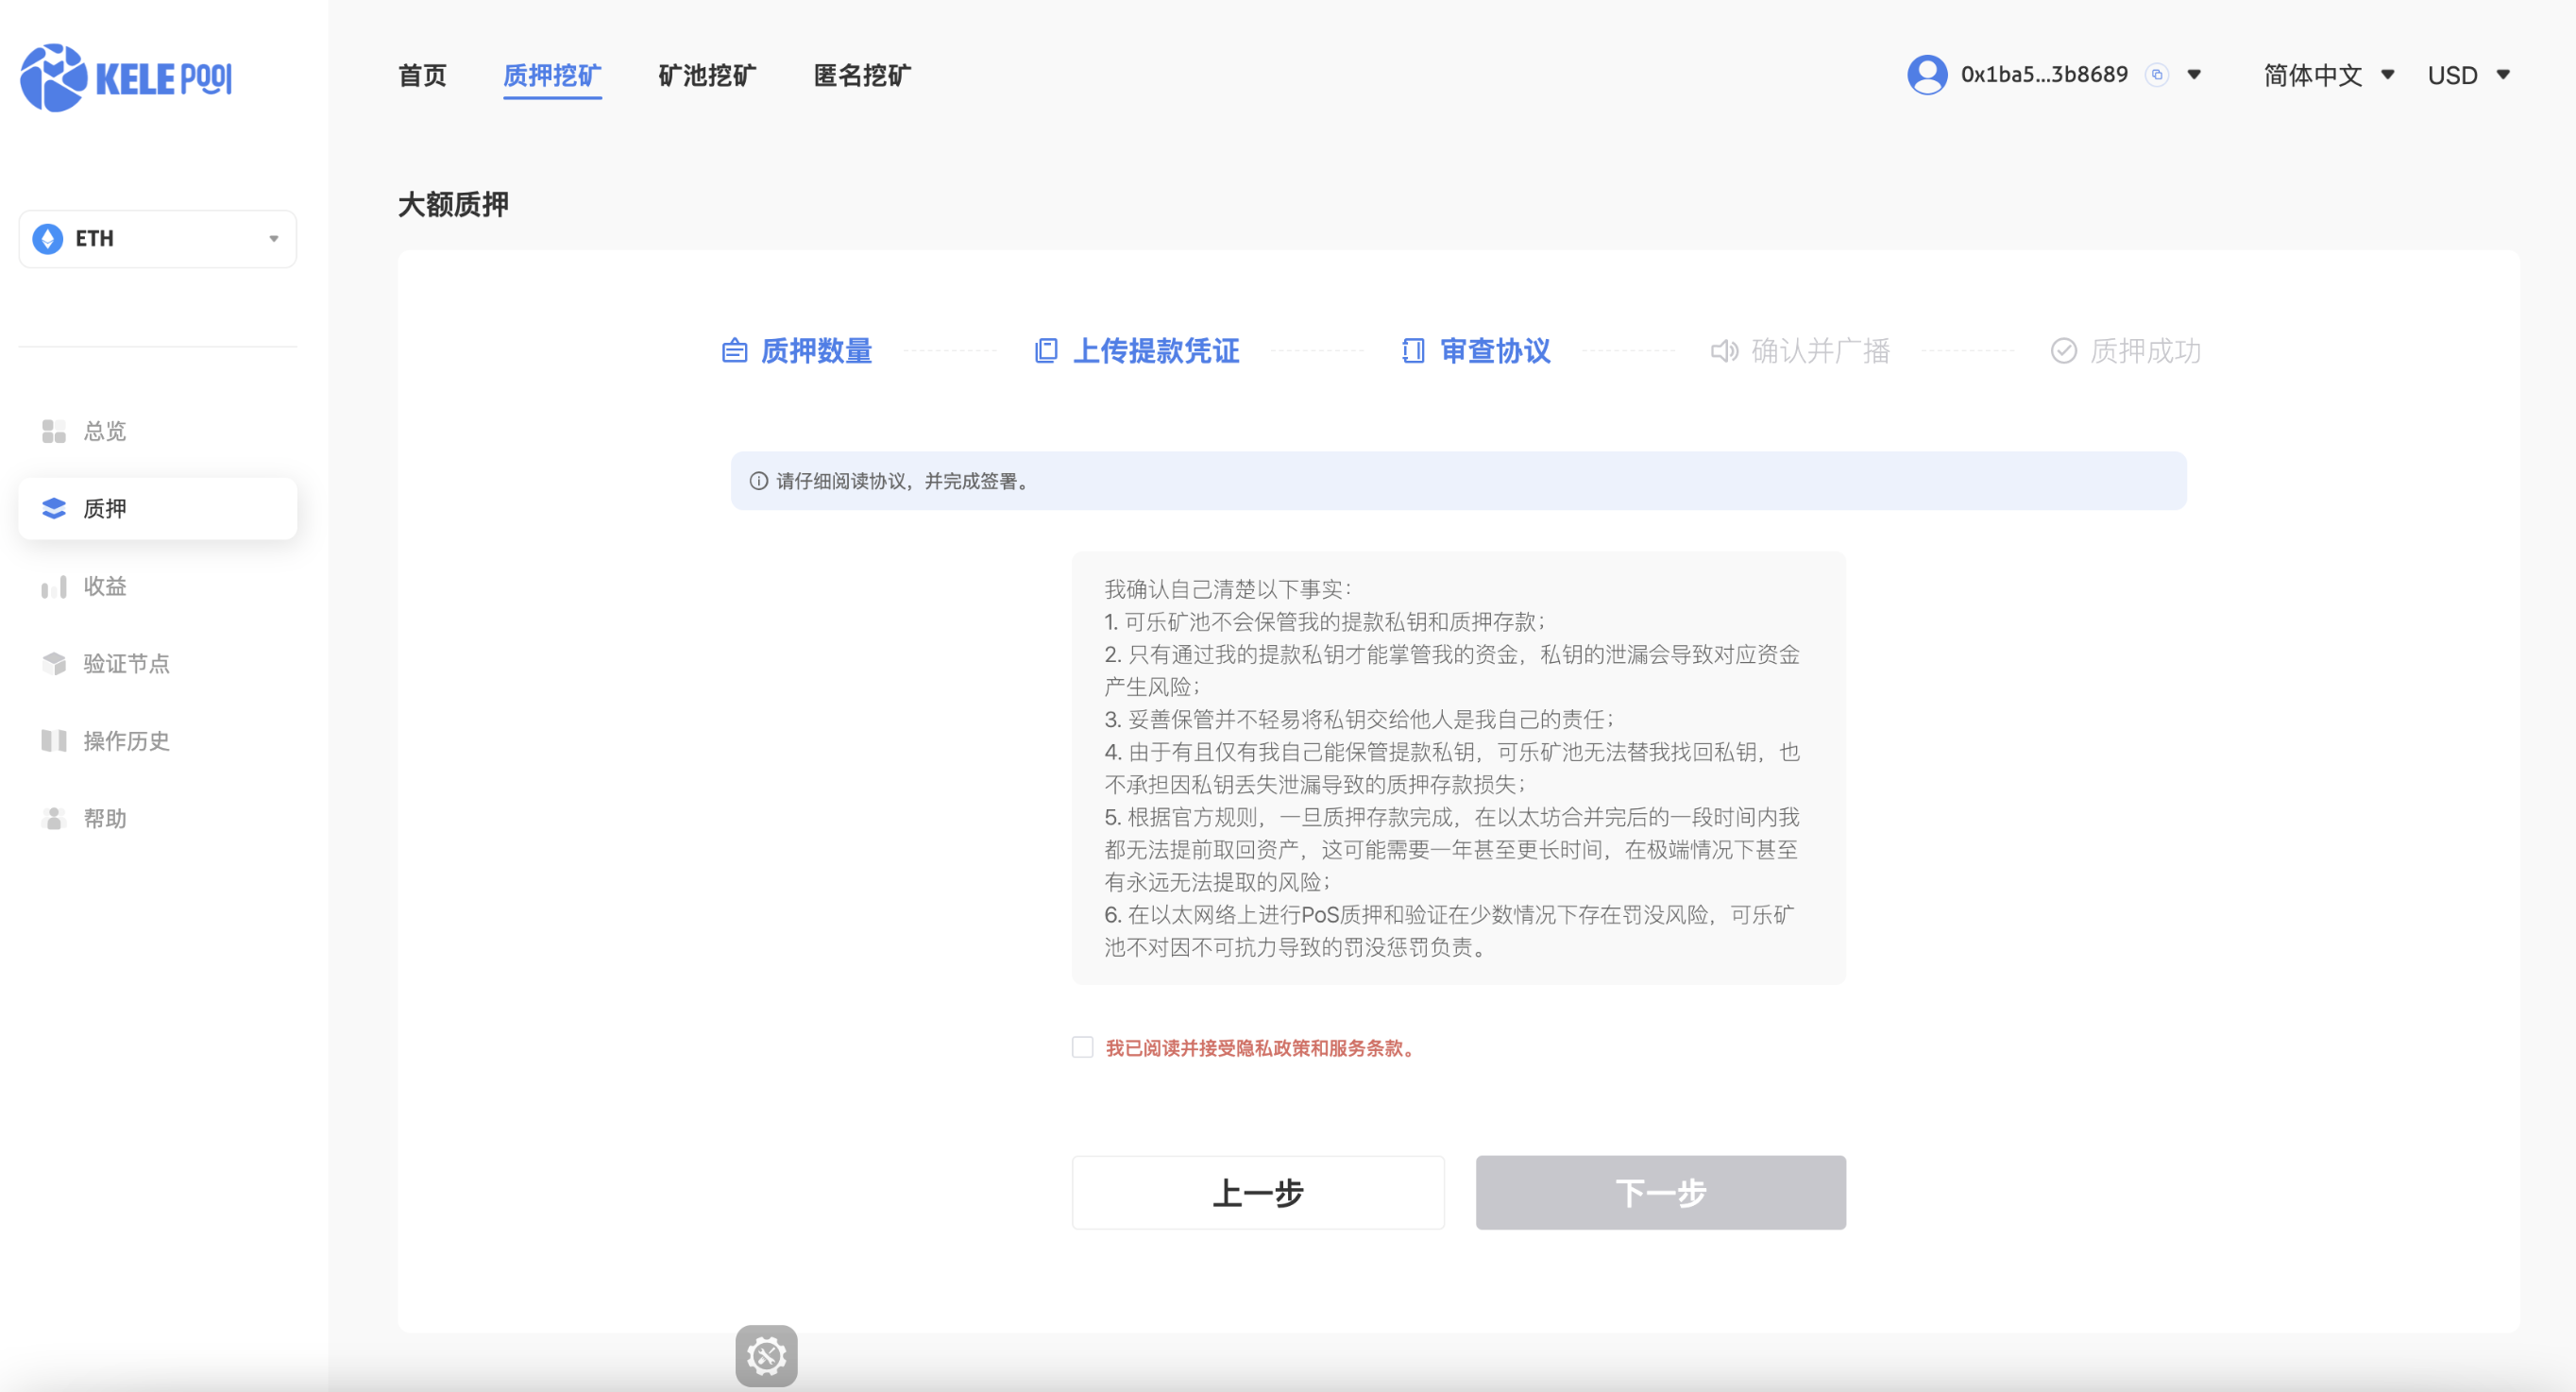 KELE POOL
首页 质押挖矿 矿池挖矿 匿名挖矿
0x1ba5...3b8689 简体中文 USD
ETH
总览
质押
收益
验证节点
操作历史
帮助
大额质押
质押数量 上传提款凭证 审查协议 确认并广播 质押成功
请仔细阅读协议，并完成签署。
我确认自己清楚以下事实：
1. 可乐矿池不会保管我的提款私钥和质押存款；
2. 只有通过我的提款私钥才能掌管我的资金，私钥的泄漏会导致对应资金
产生风险；
3. 妥善保管并不轻易将私钥交给他人是我自己的责任；
4. 由于有且仅有我自己能保管提款私钥，可乐矿池无法替我找回私钥，也
不承担因私钥丢失泄漏导致的质押存款损失；
5. 根据官方规则，一旦质押存款完成，在以太坊合并完后的一段时间内我
都无法提前取回资产，这可能需要一年甚至更长时间，在极端情况下甚至
有永远无法提取的风险；
6. 在以太网络上进行PoS质押和验证在少数情况下存在罚没风险，可乐矿
池不对因不可抗力导致的罚没惩罚负责。
我已阅读并接受隐私政策和服务条款。
上一步 下一步